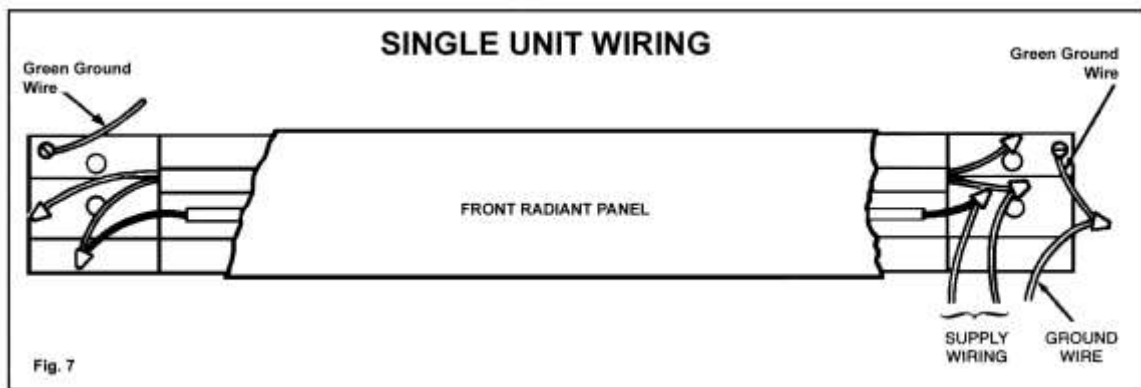 SINGLE UNIT WIRING
Green Ground
Wire
Green Ground
Wire
FRONT RADIANT PANEL
SUPPLY
WIRING
GROUND
WIRE
Fig. 7